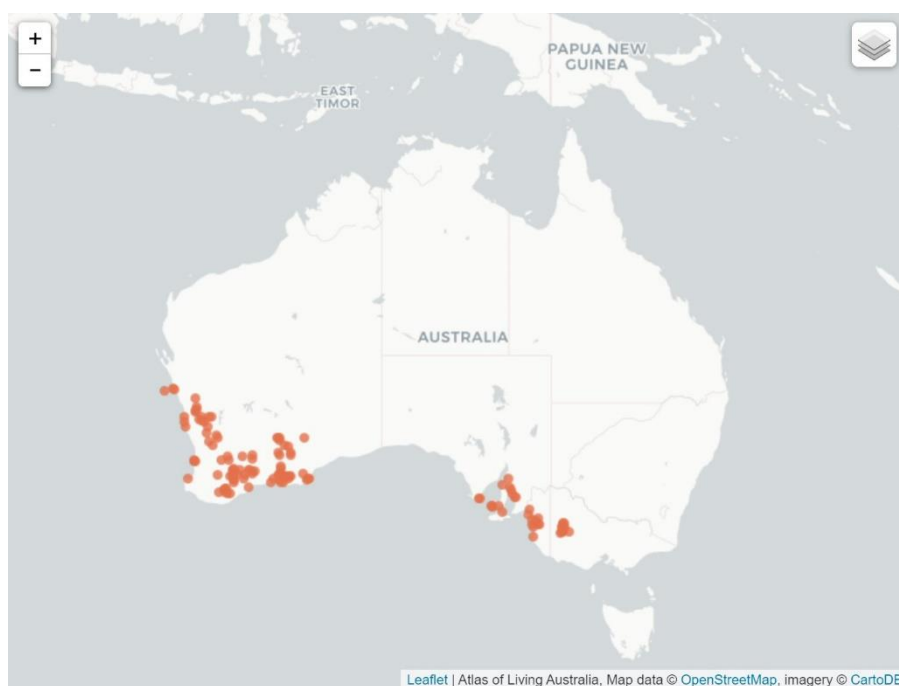 +
−
PAPUA NEW
GUINEA
EAST
TIMOR
AUSTRALIA
Leaflet | Atlas of Living Australia, Map data © OpenStreetMap, imagery © CartoDB